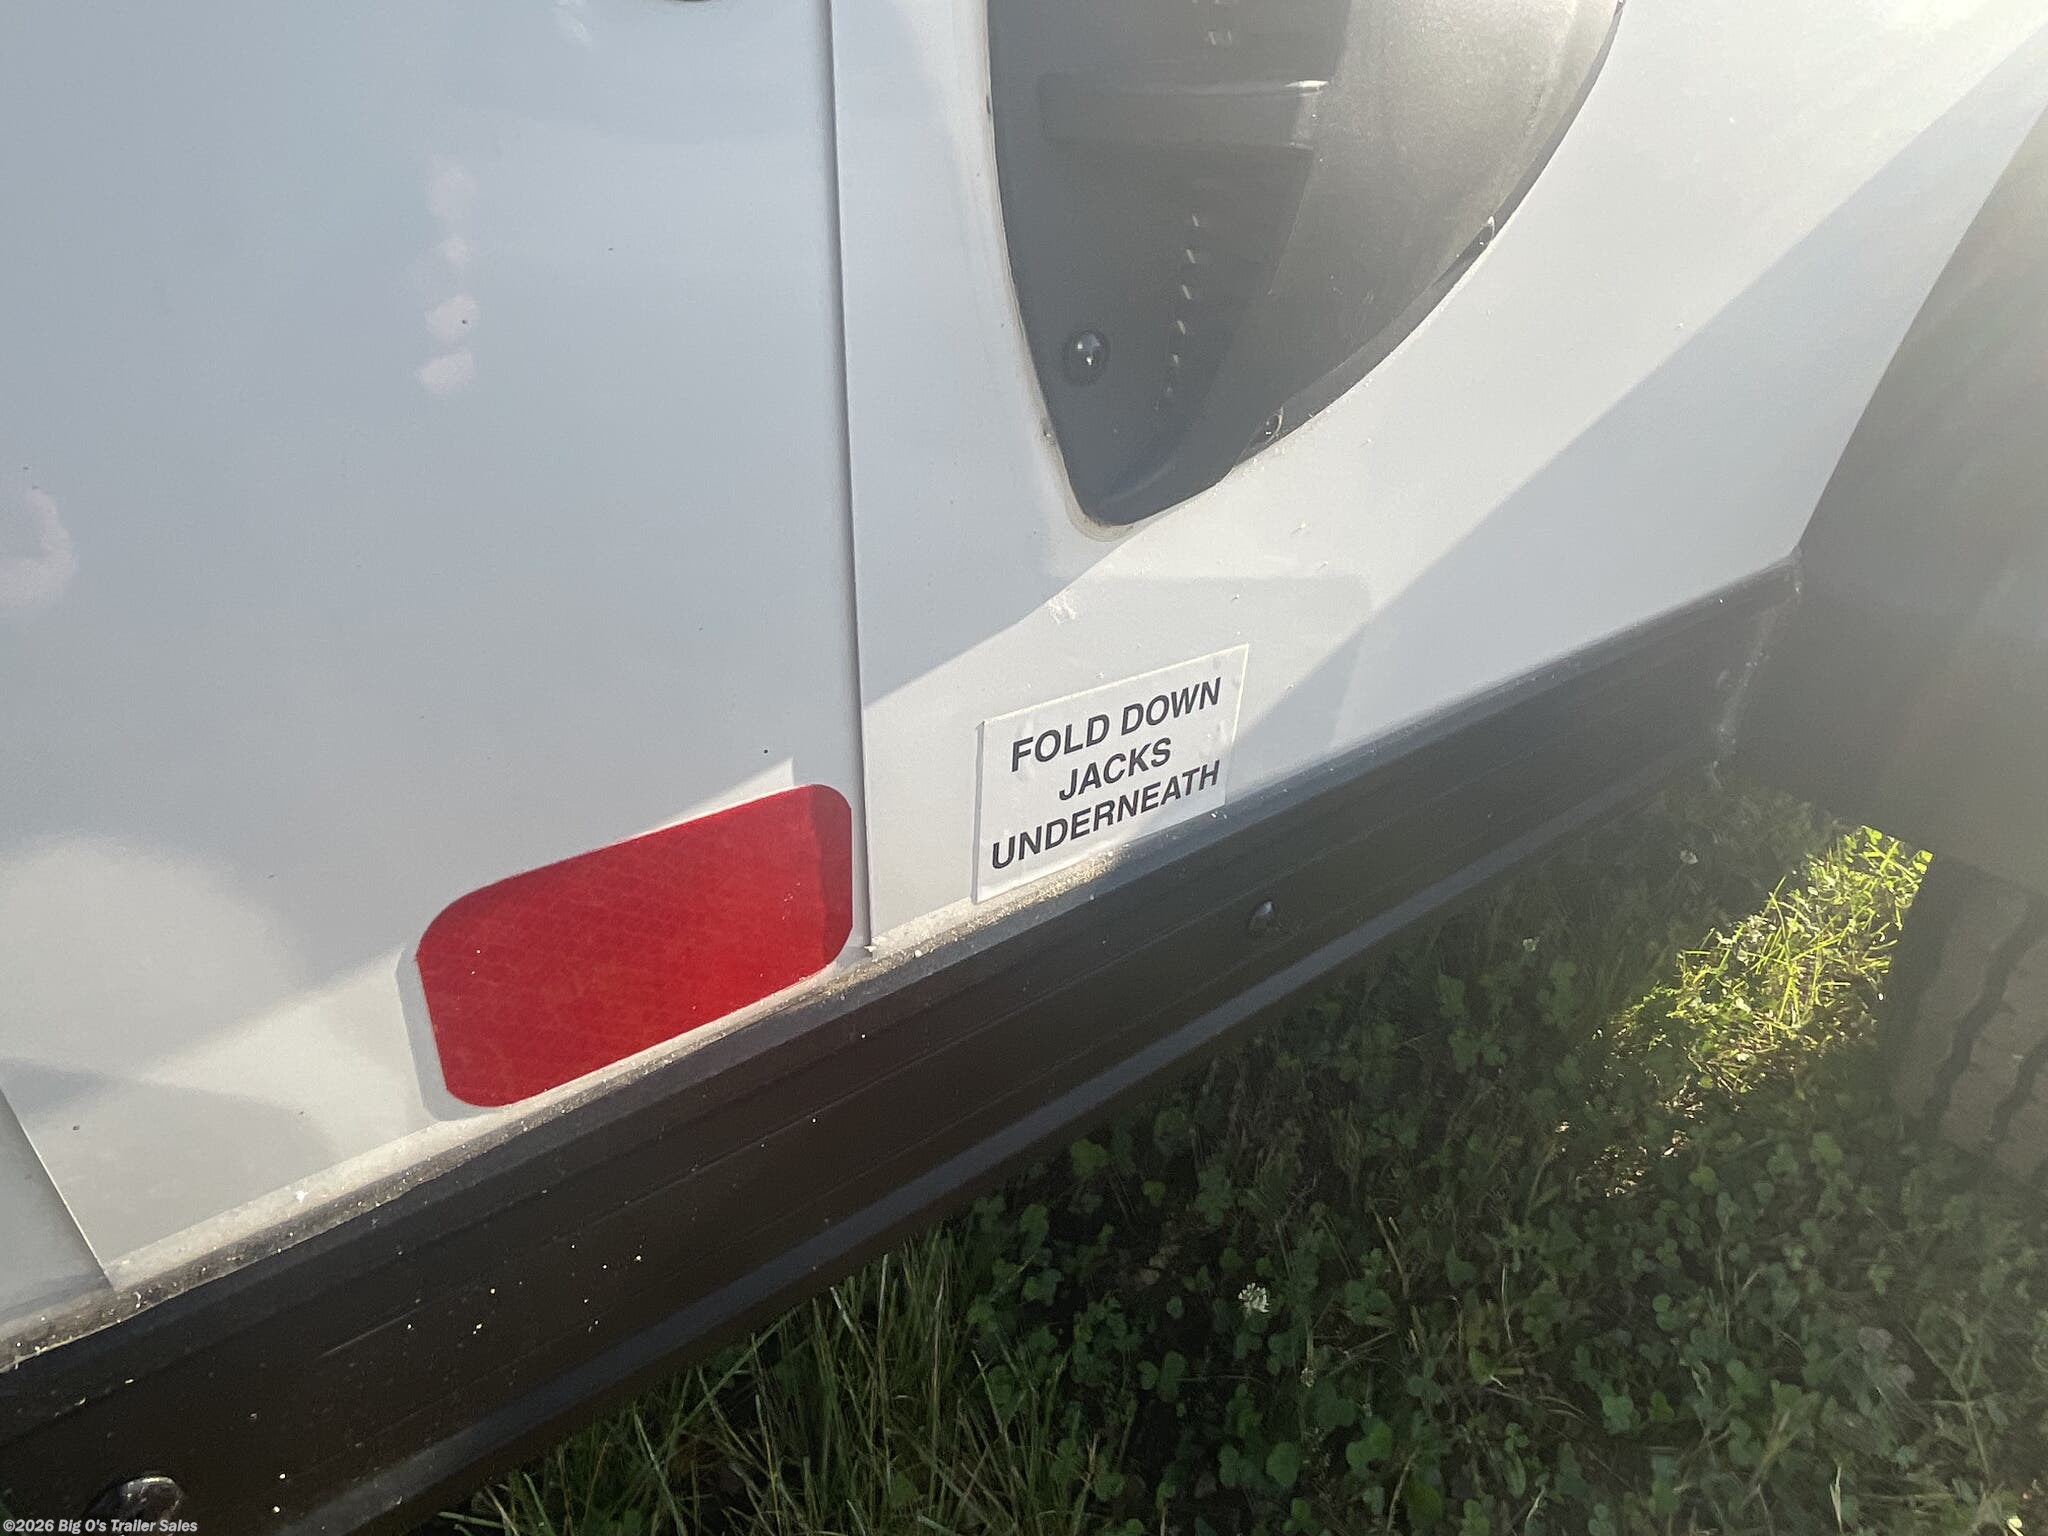 FOLD DOWN
JACKS
UNDERNEATH
©2026 Big O's Trailer Sales